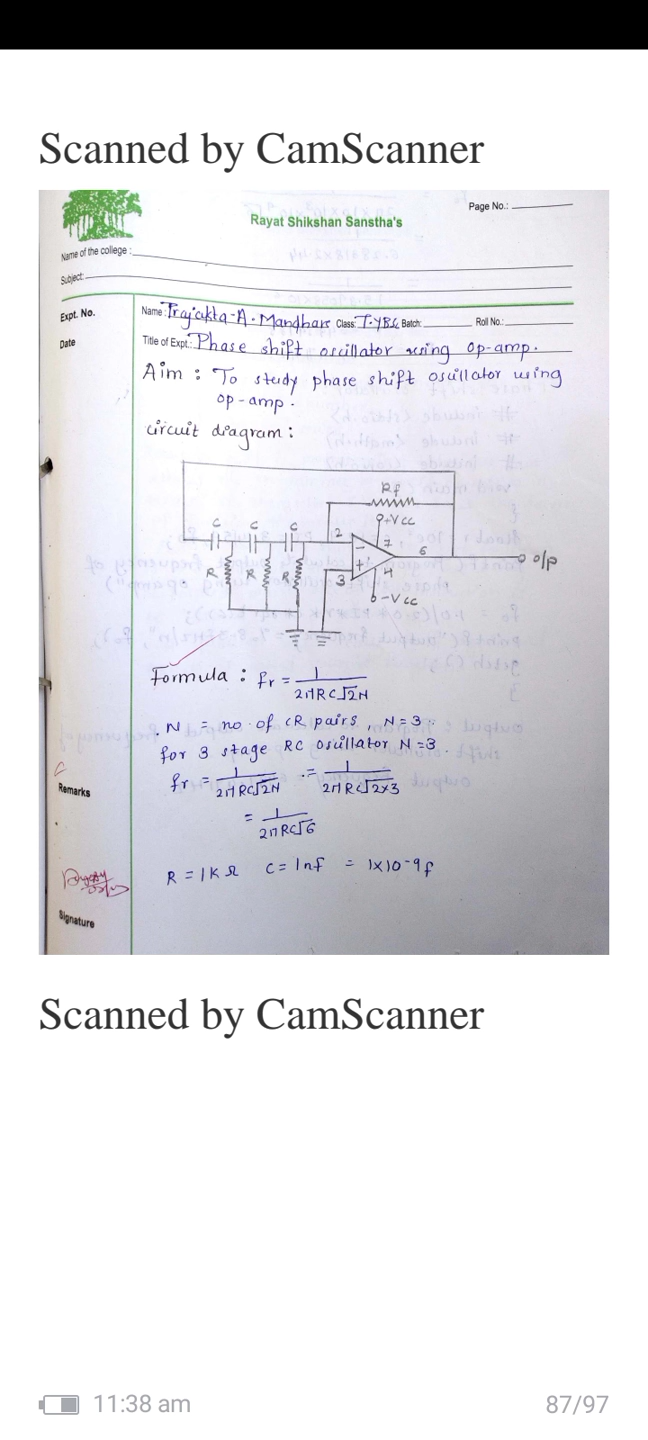 Scanned by CamScanner
Page No.:
Rayat Shikshan Sanstha's
Name of the college :
Subject:
Expt. No.
Name: Prajakta A. Mandhare Class: T.YBSc Batch: Roll No.:
Date
Title of Expt.: Phase shift oscillator using op-amp.
Aim : To study phase shift oscillator using
op-amp.
circuit diagram :
Rf
C C C
+Vcc
2 - 7
6
o/p
R R R
3 + 4
-Vcc
Formula : fr = 1/2πRC√2N
N = no of CR pairs, N = 3
for 3 stage RC oscillator N = 3.
fr = 1/2πRC√2N = 1/2πRC√2×3
Remarks
= 1/2πRC√6
R = 1K Ω C = 1nf = 1×10-9f
Signature
Scanned by CamScanner
11:38 am
87/97